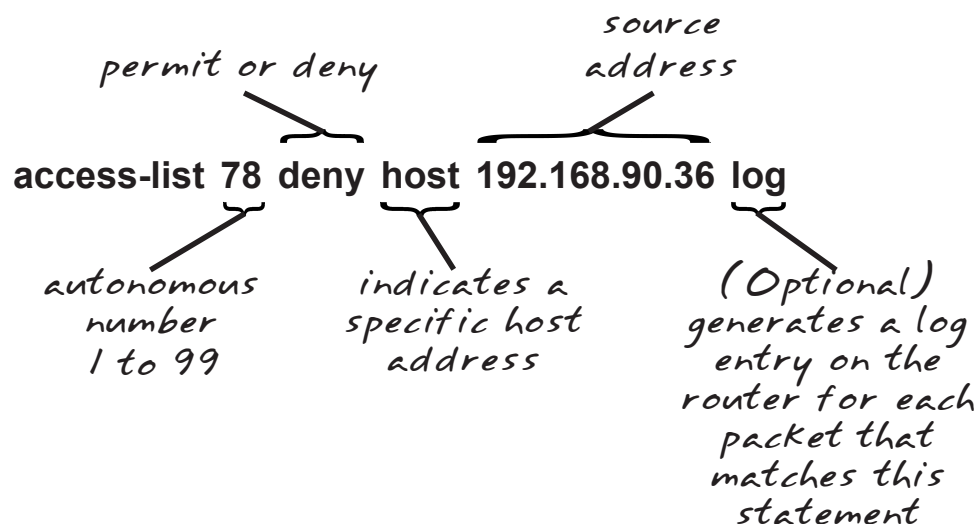 source
address
permit or deny
access-list 78 deny host 192.168.90.36 log
autonomous
number
1 to 99
indicates a
specific host
address
(Optional)
generates a log
entry on the
router for each
packet that
matches this
statement